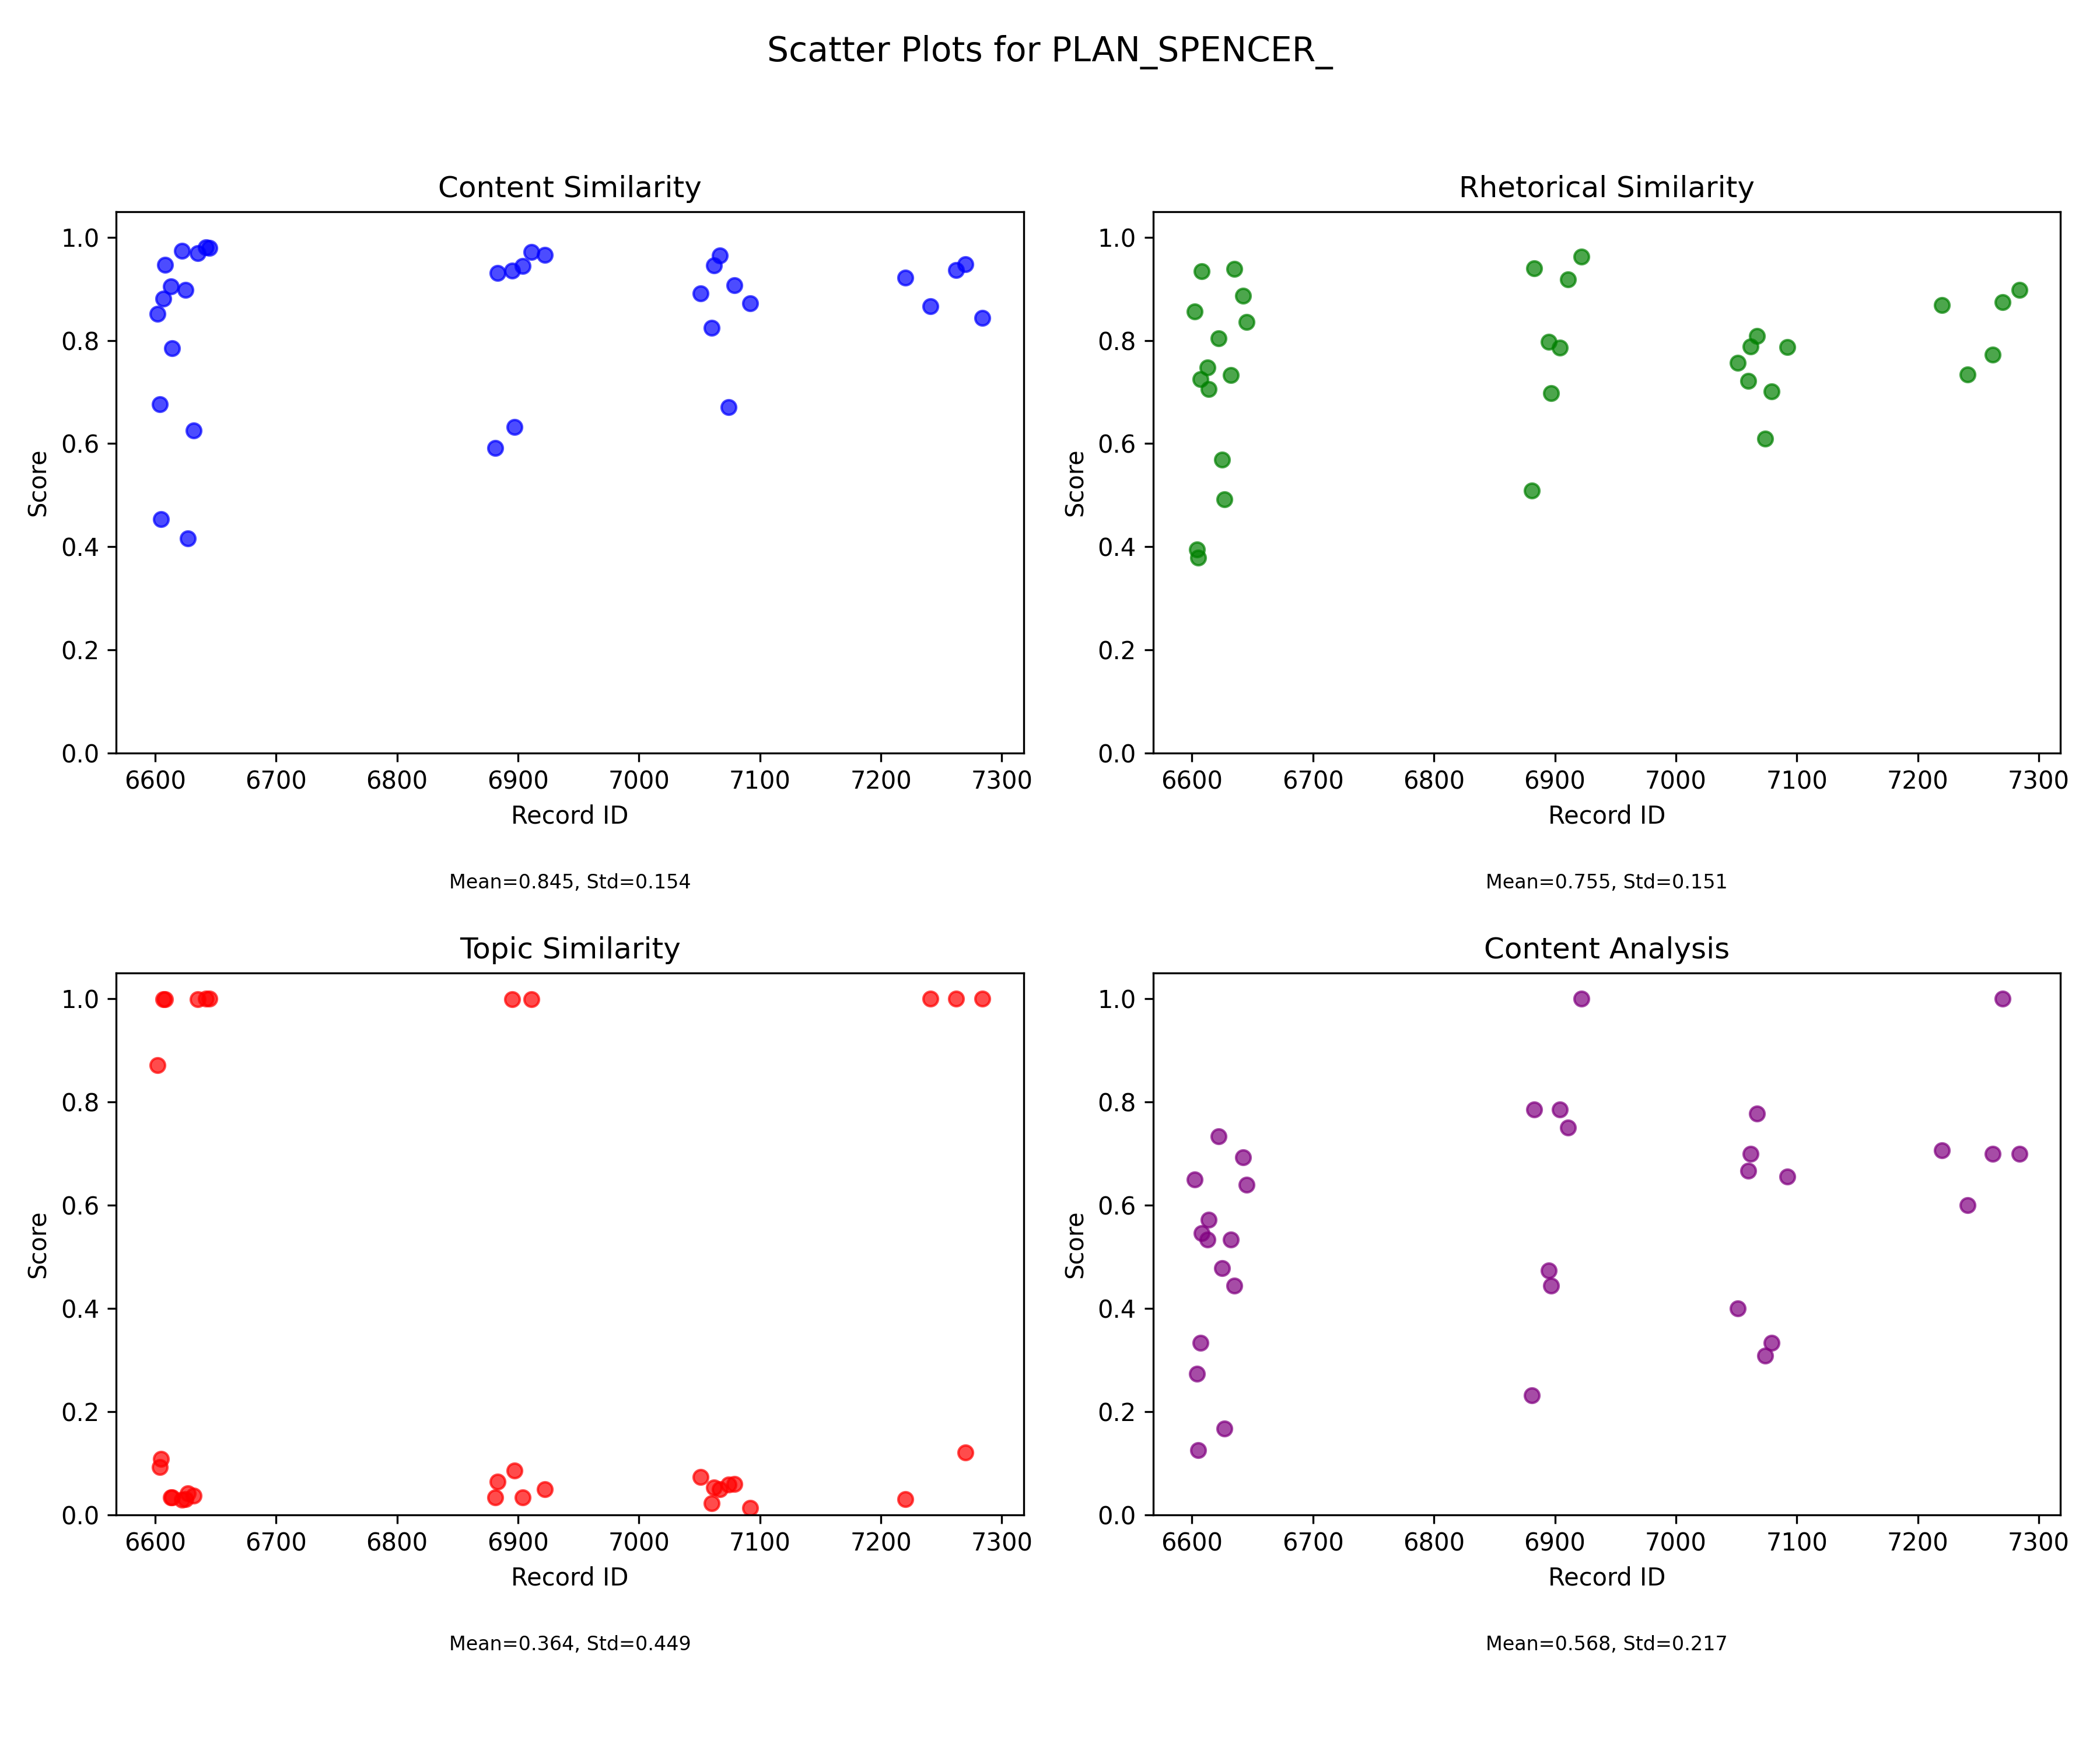 Scatter Plots for PLAN_SPENCER_
Content Similarity
Score
1.0
0.8
0.6
0.4
0.2
0.0
6600 6700 6800 6900 7000 7100 7200 7300
Record ID
Mean=0.845, Std=0.154
Rhetorical Similarity
Score
1.0
0.8
0.6
0.4
0.2
0.0
6600 6700 6800 6900 7000 7100 7200 7300
Record ID
Mean=0.755, Std=0.151
Topic Similarity
Score
1.0
0.8
0.6
0.4
0.2
0.0
6600 6700 6800 6900 7000 7100 7200 7300
Record ID
Mean=0.364, Std=0.449
Content Analysis
Score
1.0
0.8
0.6
0.4
0.2
0.0
6600 6700 6800 6900 7000 7100 7200 7300
Record ID
Mean=0.568, Std=0.217